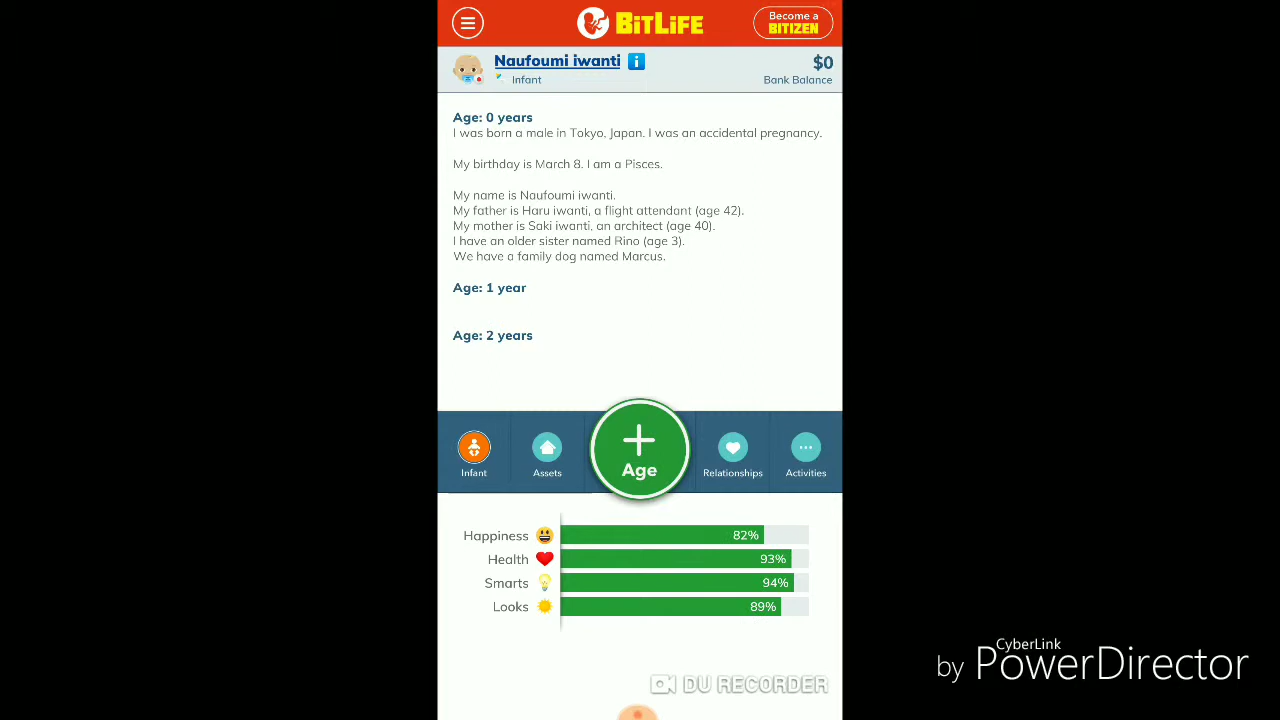 BITLIFE
Become a
BITIZEN
Naufoumi iwanti
Infant
$0
Bank Balance
Age: 0 years
I was born a male in Tokyo, Japan. I was an accidental pregnancy.
My birthday is March 8. I am a Pisces.
My name is Naufoumi iwanti.
My father is Haru iwanti, a flight attendant (age 42).
My mother is Saki iwanti, an architect (age 40).
I have an older sister named Rino (age 3).
We have a family dog named Marcus.
Age: 1 year
Age: 2 years
Infant
Assets
Age
Relationships
Activities
Happiness 82%
Health 93%
Smarts 94%
Looks 89%
CyberLink
by PowerDirector
DU RECORDER